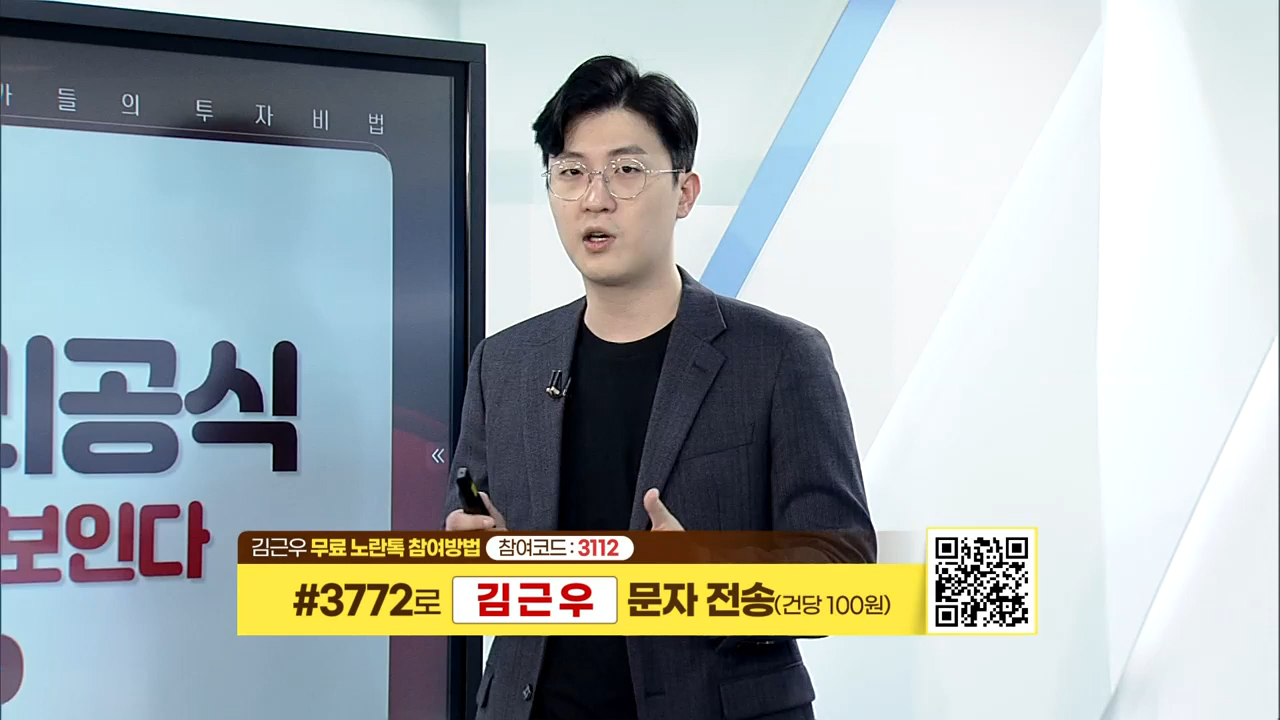 들의 투자비법
리공식
보인다
김근우 무료 노란톡 참여방법 참여코드 : 3112
#3772로 김근우 문자 전송(건당 100원)